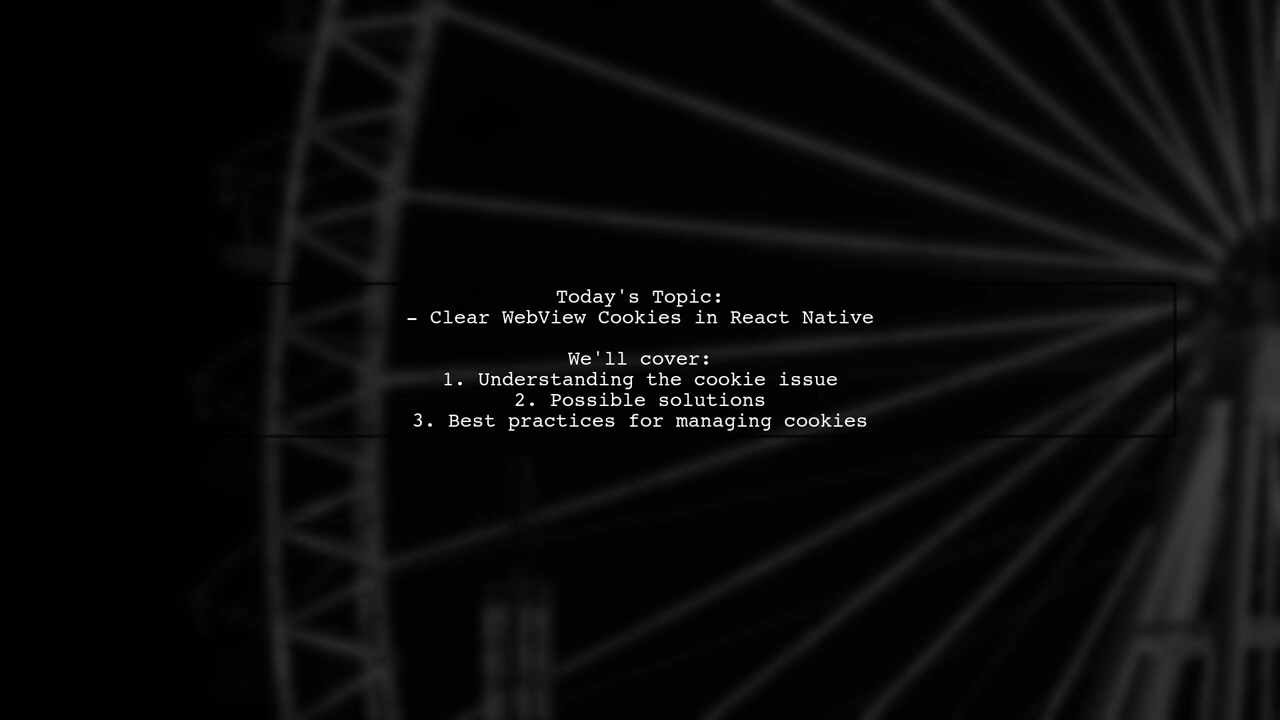 Today's Topic:
- Clear WebView Cookies in React Native
We'll cover:
1. Understanding the cookie issue
2. Possible solutions
3. Best practices for managing cookies